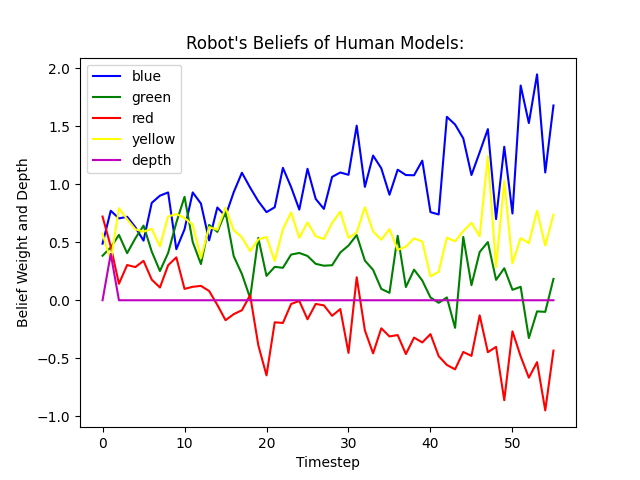 Robot's Beliefs of Human Models:
blue
green
red
yellow
depth
Belief Weight and Depth
2.0
1.5
1.0
0.5
0.0
−0.5
−1.0
0 10 20 30 40 50
Timestep